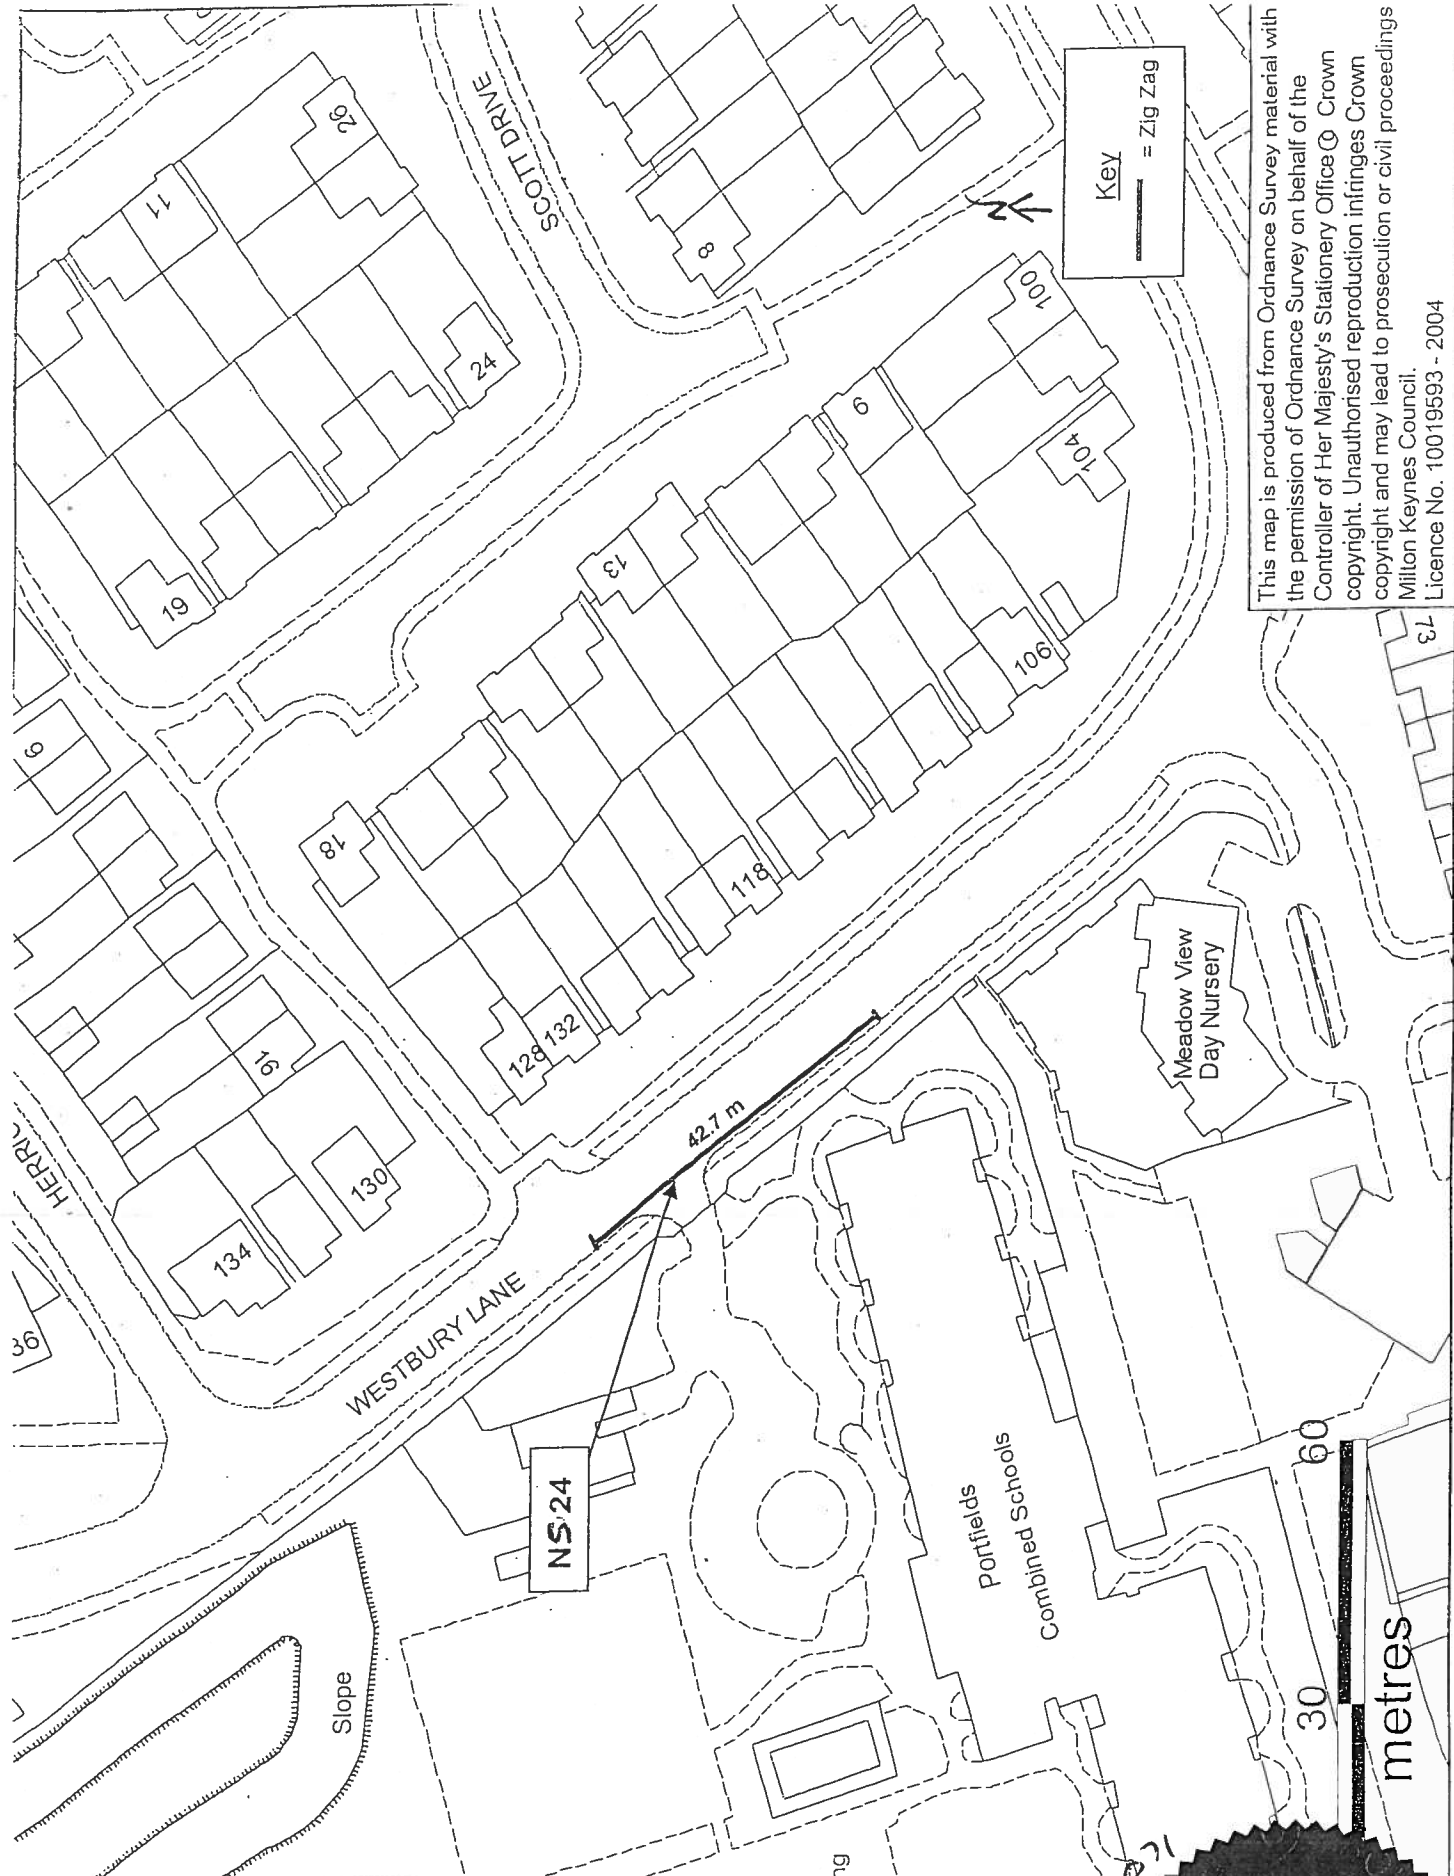 SCOTT DRIVE
26
11
24
19
8
Key
= Zig Zag
100
9
104
13
106
18
118
128
132
9
16
130
134
36
WESTBURY LANE
42.7 m
NS24
Meadow View
Day Nursery
Portfields
Combined Schools
Slope
73
30
60
metres
This map is produced from Ordnance Survey material with
the permission of Ordnance Survey on behalf of the
Controller of Her Majesty's Stationery Office © Crown
copyright. Unauthorised reproduction infringes Crown
copyright and may lead to prosecution or civil proceedings
Milton Keynes Council.
Licence No. 10019593 - 2004